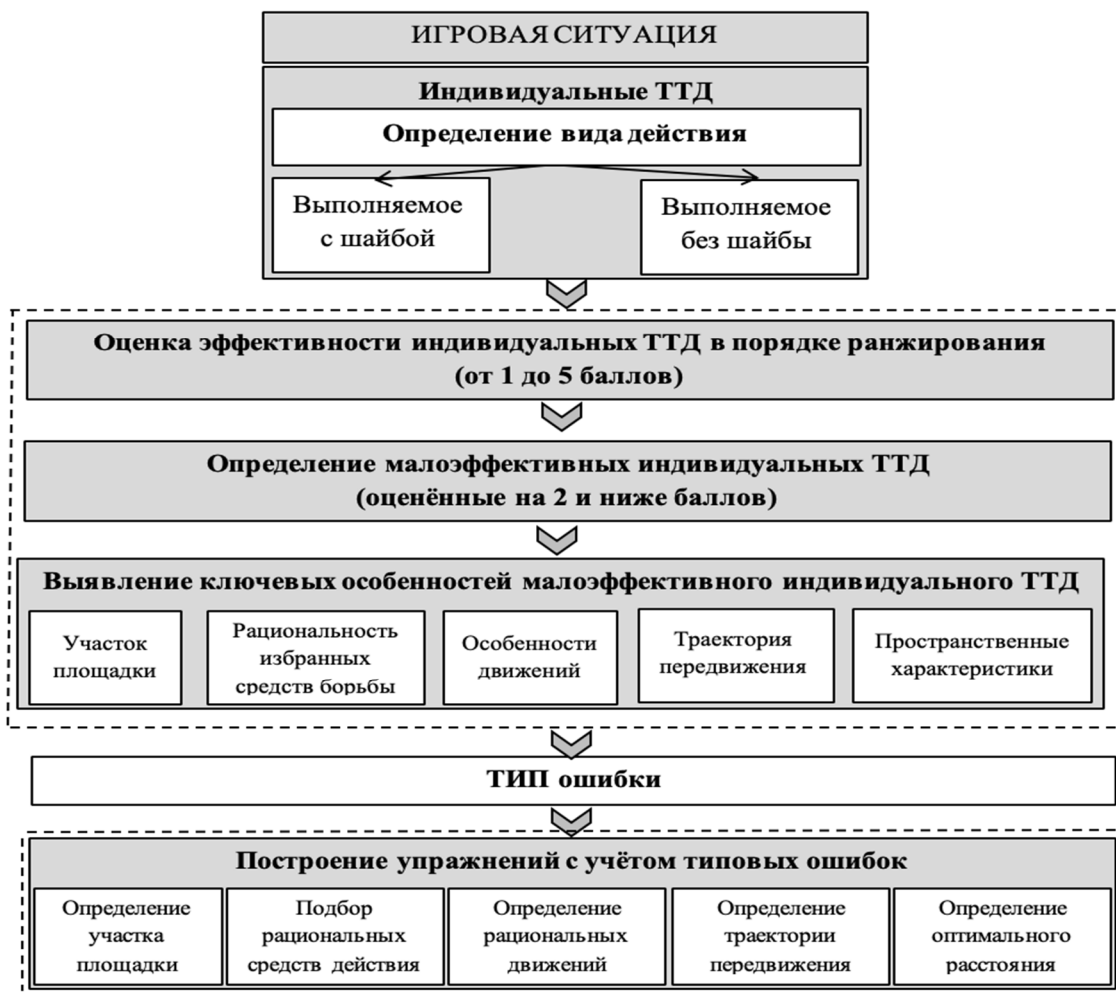 ИГРОВАЯ СИТУАЦИЯ
Индивидуальные ТТД
Определение вида действия
Выполняемое
с шайбой
Выполняемое
без шайбы
Оценка эффективности индивидуальных ТТД в порядке ранжирования
(от 1 до 5 баллов)
Определение малоэффективных индивидуальных ТТД
(оценённые на 2 и ниже баллов)
Выявление ключевых особенностей малоэффективного индивидуального ТТД
Участок
площадки
Рациональность
избранных
средств борьбы
Особенности
движений
Траектория
передвижения
Пространственные
характеристики
ТИП ошибки
Построение упражнений с учётом типовых ошибок
Определение
участка
площадки
Подбор
рациональных
средств действия
Определение
рациональных
движений
Определение
траектории
передвижения
Определение
оптимального
расстояния